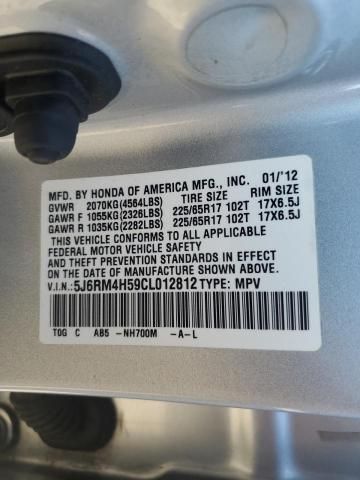 MFD. BY HONDA OF AMERICA MFG., INC. 01/'12
GVWR 2070KG(4564LBS) TIRE SIZE RIM SIZE
GAWR F 1055KG(2326LBS) 225/65R17 102T 17X6.5J
GAWR R 1035KG(2282LBS) 225/65R17 102T 17X6.5J
THIS VEHICLE CONFORMS TO ALL APPLICABLE
FEDERAL MOTOR VEHICLE SAFETY
AND THEFT PREVENTION STANDARDS IN EFFECT
ON THE DATE OF MANUFACTURE SHOWN ABOVE.
V.I.N.:5J6RM4H59CL012812 TYPE: MPV
T0G C AB5 -NH700M -A-L